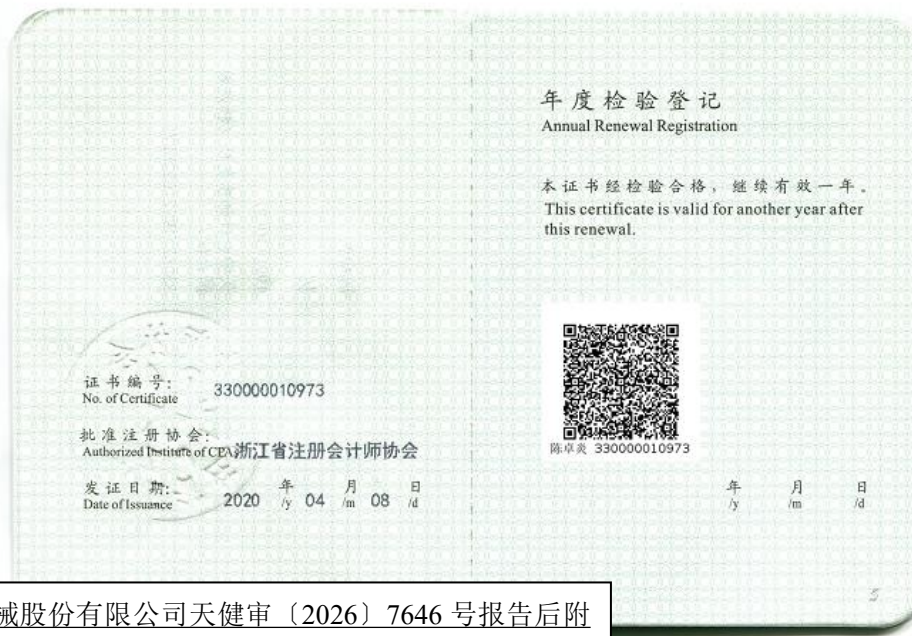 年度检验登记
Annual Renewal Registration
本证书经检验合格，继续有效一年。
This certificate is valid for another year after
this renewal.
证书编号:
No. of Certificate
330000010973
批准注册协会:
Authorized Institute of CPA
浙江省注册会计师协会
发证日期:
Date of Issuance
2020 年/y 04 月/m 08 日/d
陈卓炎 330000010973
年/y 月/m 日/d
5
械股份有限公司天健审〔2026〕7646 号报告后附